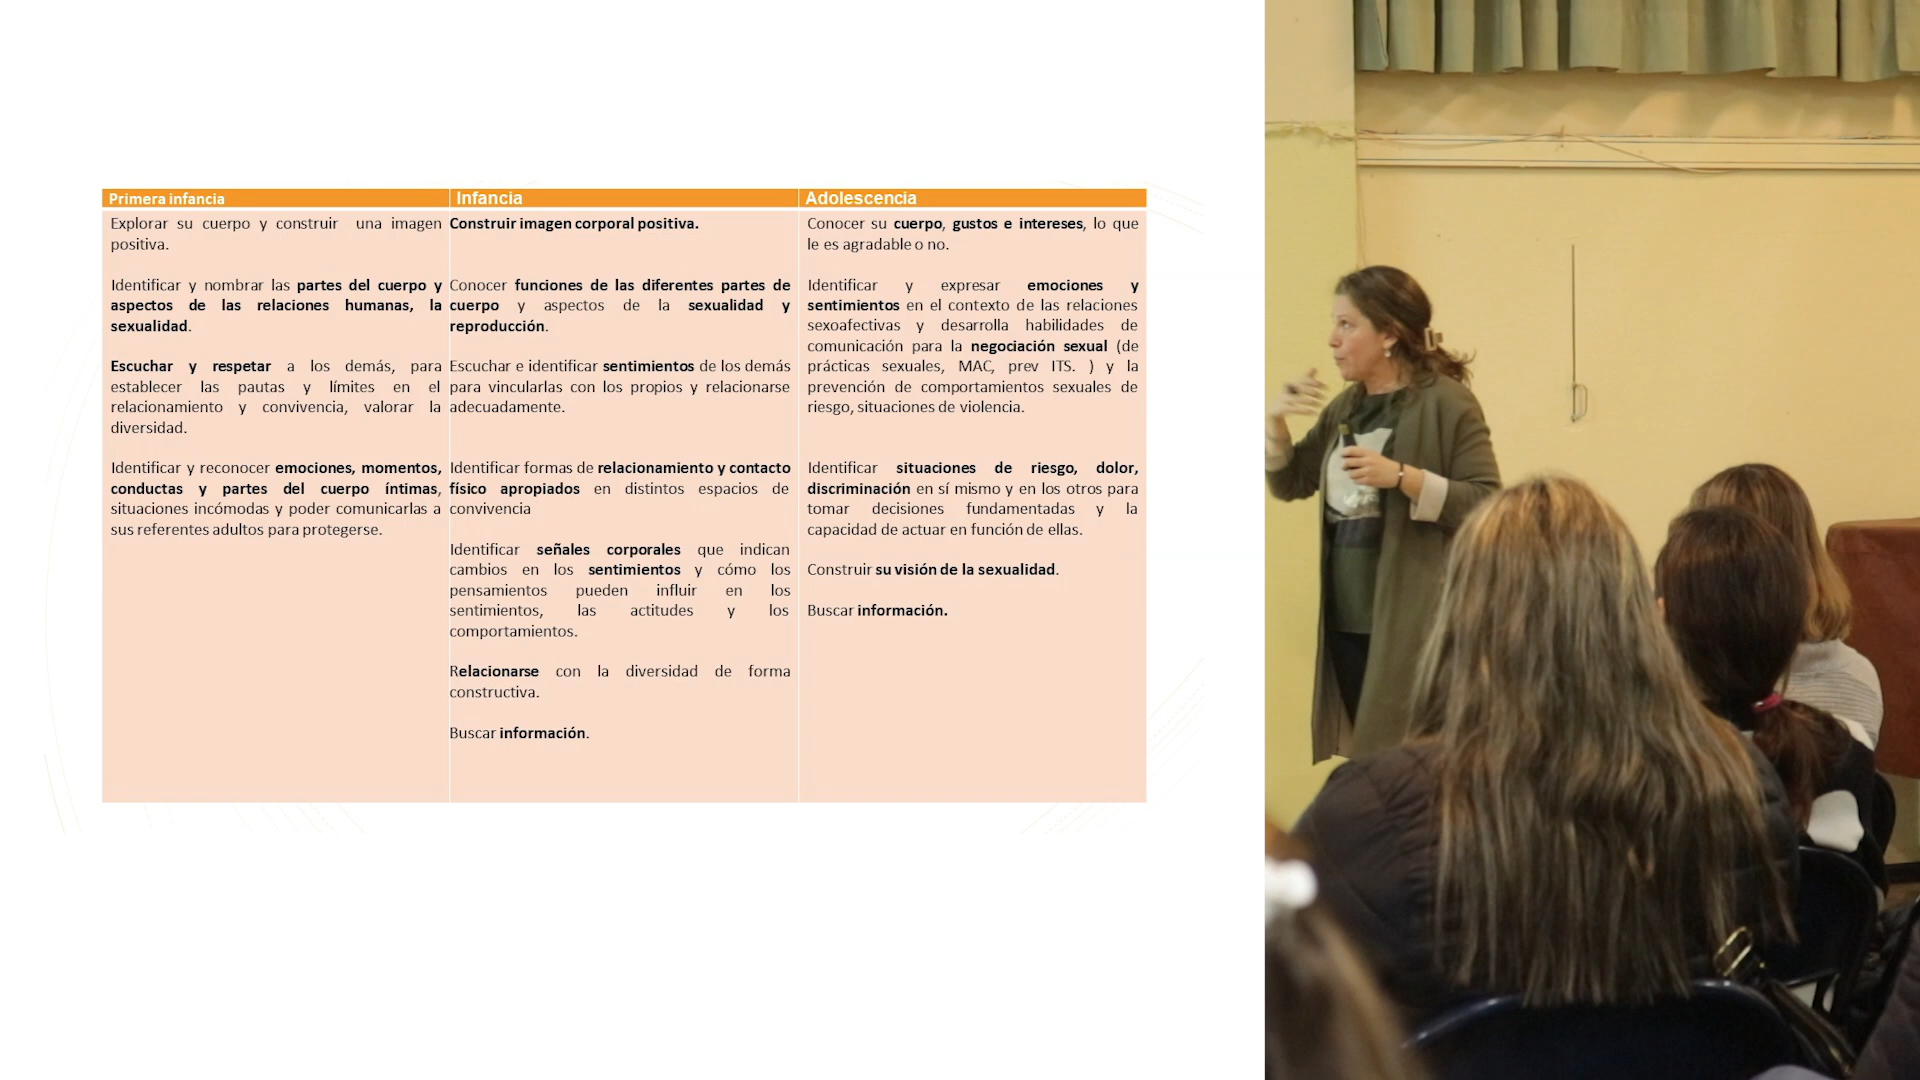 Primera infancia
Explorar su cuerpo y construir una imagen
positiva.
Identificar y nombrar las partes del cuerpo y
aspectos de las relaciones humanas, la
sexualidad.
Escuchar y respetar a los demás, para
establecer las pautas y límites en el
relacionamiento y convivencia, valorar la
diversidad.
Identificar y reconocer emociones, momentos,
conductas y partes del cuerpo íntimas,
situaciones incómodas y poder comunicarlas a
sus referentes adultos para protegerse.
Infancia
Construir imagen corporal positiva.
Conocer funciones de las diferentes partes de
cuerpo y aspectos de la sexualidad y
reproducción.
Escuchar e identificar sentimientos de los demás
para vincularlas con los propios y relacionarse
adecuadamente.
Identificar formas de relacionamiento y contacto
físico apropiados en distintos espacios de
convivencia
Identificar señales corporales que indican
cambios en los sentimientos y cómo los
pensamientos pueden influir en los
sentimientos, las actitudes y los
comportamientos.
Relacionarse con la diversidad de forma
constructiva.
Buscar información.
Adolescencia
Conocer su cuerpo, gustos e intereses, lo que
le es agradable o no.
Identificar y expresar emociones y
sentimientos en el contexto de las relaciones
sexoafectivas y desarrolla habilidades de
comunicación para la negociación sexual (de
prácticas sexuales, MAC, prev ITS. ) y la
prevención de comportamientos sexuales de
riesgo, situaciones de violencia.
Identificar situaciones de riesgo, dolor,
discriminación en sí mismo y en los otros para
tomar decisiones fundamentadas y la
capacidad de actuar en función de ellas.
Construir su visión de la sexualidad.
Buscar información.